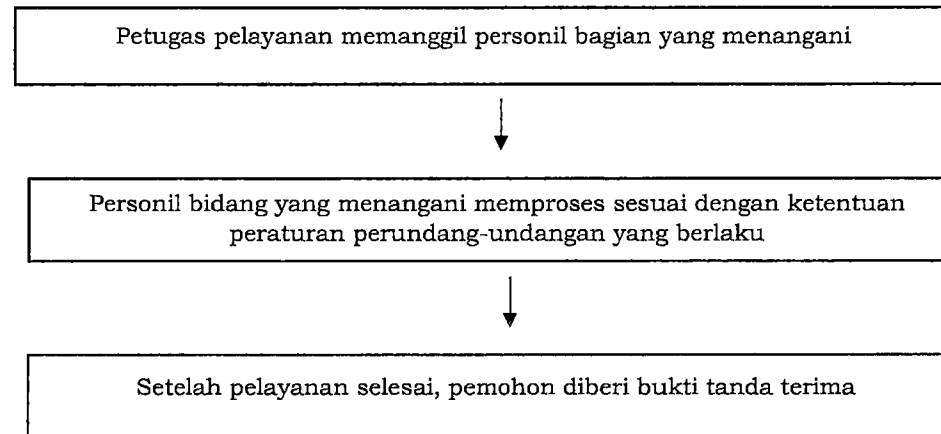 Petugas pelayanan memanggil personil bagian yang menangani
Personil bidang yang menangani memproses sesuai dengan ketentuan
peraturan perundang-undangan yang berlaku
Setelah pelayanan selesai, pemohon diberi bukti tanda terima